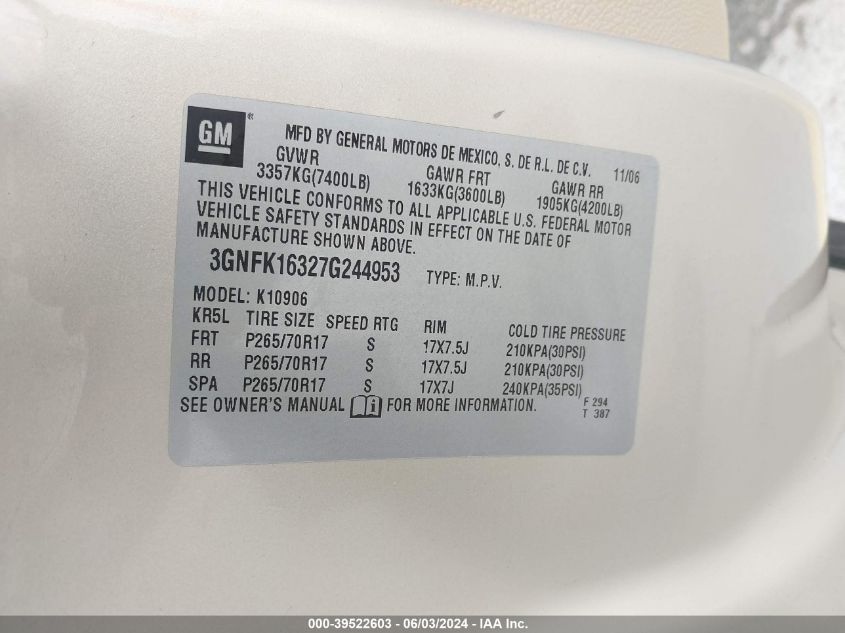 GM®
MFD BY GENERAL MOTORS DE MEXICO, S. DE R.L. DE C.V. 11/06
GVWR GAWR FRT GAWR RR
3357KG(7400LB) 1633KG(3600LB) 1905KG(4200LB)
THIS VEHICLE CONFORMS TO ALL APPLICABLE U.S. FEDERAL MOTOR
VEHICLE SAFETY STANDARDS IN EFFECT ON THE DATE OF
MANUFACTURE SHOWN ABOVE.
3GNFK16327G244953 TYPE: M.P.V.
MODEL: K10906
KR5L TIRE SIZE SPEED RTG RIM COLD TIRE PRESSURE
FRT P265/70R17 S 17X7.5J 210KPA(30PSI)
RR P265/70R17 S 17X7.5J 210KPA(30PSI)
SPA P265/70R17 S 17X7J 240KPA(35PSI)
SEE OWNER'S MANUAL i FOR MORE INFORMATION.
F 294
T 387
000-39522603 - 06/03/2024 - IAA Inc.